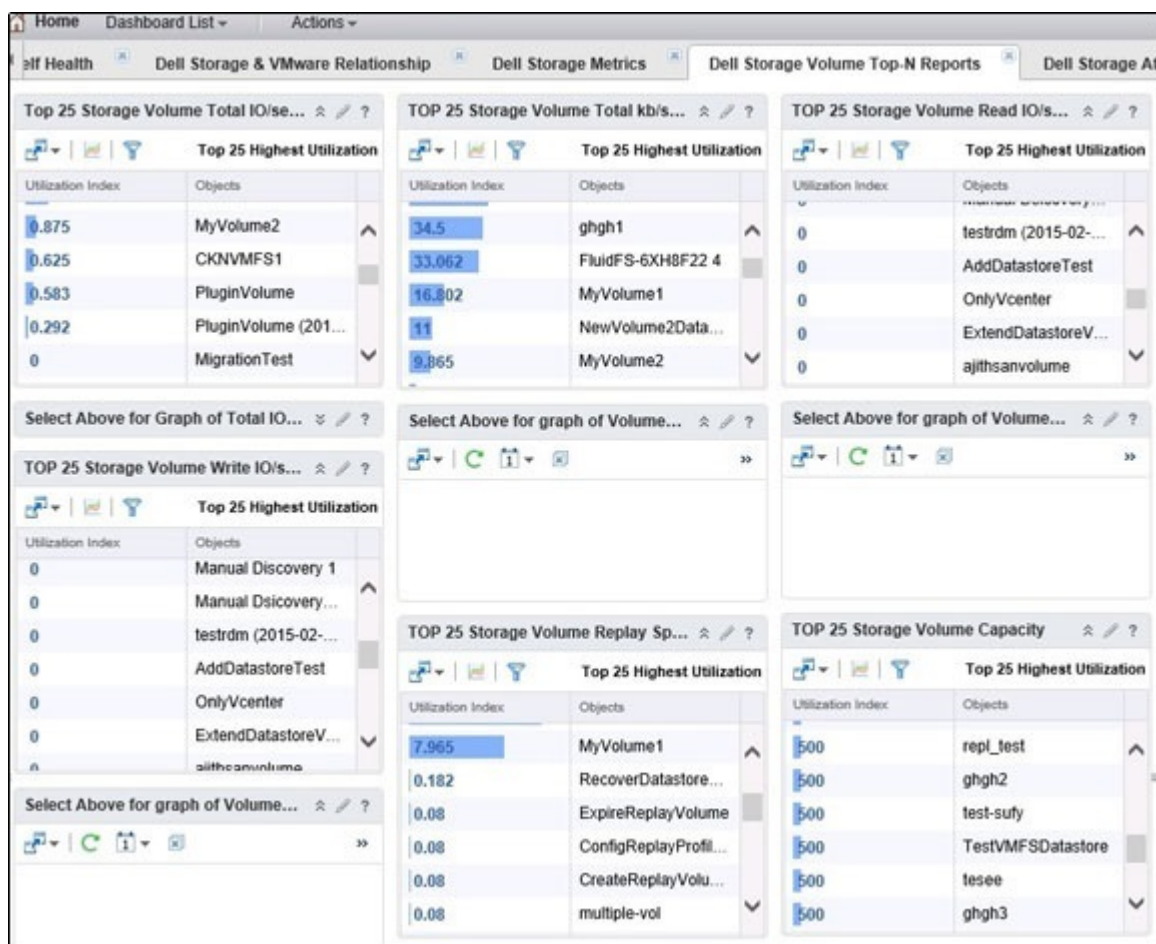 Home Dashboard List Actions
elf Health Dell Storage & VMware Relationship Dell Storage Metrics Dell Storage Volume Top-N Reports Dell Storage At
Top 25 Storage Volume Total IO/se... ?
Top 25 Highest Utilization
Utilization Index Objects
0.875 MyVolume2
0.625 CKNVMFS1
0.583 PluginVolume
0.292 PluginVolume (201...
0 MigrationTest
Select Above for Graph of Total IO... ?
TOP 25 Storage Volume Write IO/s... ?
Top 25 Highest Utilization
Utilization Index Objects
0 Manual Discovery 1
0 Manual Dsicovery...
0 testrdm (2015-02-...
0 AddDatastoreTest
0 OnlyVcenter
0 ExtendDatastoreV...
0 ajithsanvolume
Select Above for graph of Volume... ?
1 »
TOP 25 Storage Volume Total kb/s... ?
Top 25 Highest Utilization
Utilization Index Objects
34.5 ghgh1
33.062 FluidFS-6XH8F22 4
16.802 MyVolume1
11 NewVolume2Data...
9.865 MyVolume2
Select Above for graph of Volume... ?
1 »
TOP 25 Storage Volume Replay Sp... ?
Top 25 Highest Utilization
Utilization Index Objects
7.965 MyVolume1
0.182 RecoverDatastore...
0.08 ExpireReplayVolume
0.08 ConfigReplayProfil...
0.08 CreateReplayVolu...
0.08 multiple-vol
TOP 25 Storage Volume Read IO/s... ?
Top 25 Highest Utilization
Utilization Index Objects
0 testrdm (2015-02-...
0 AddDatastoreTest
0 OnlyVcenter
0 ExtendDatastoreV...
0 ajithsanvolume
Select Above for graph of Volume... ?
1 »
TOP 25 Storage Volume Capacity ?
Top 25 Highest Utilization
Utilization Index Objects
500 repl_test
500 ghgh2
500 test-sufy
500 TestVMFSDatastore
500 tesee
500 ghgh3